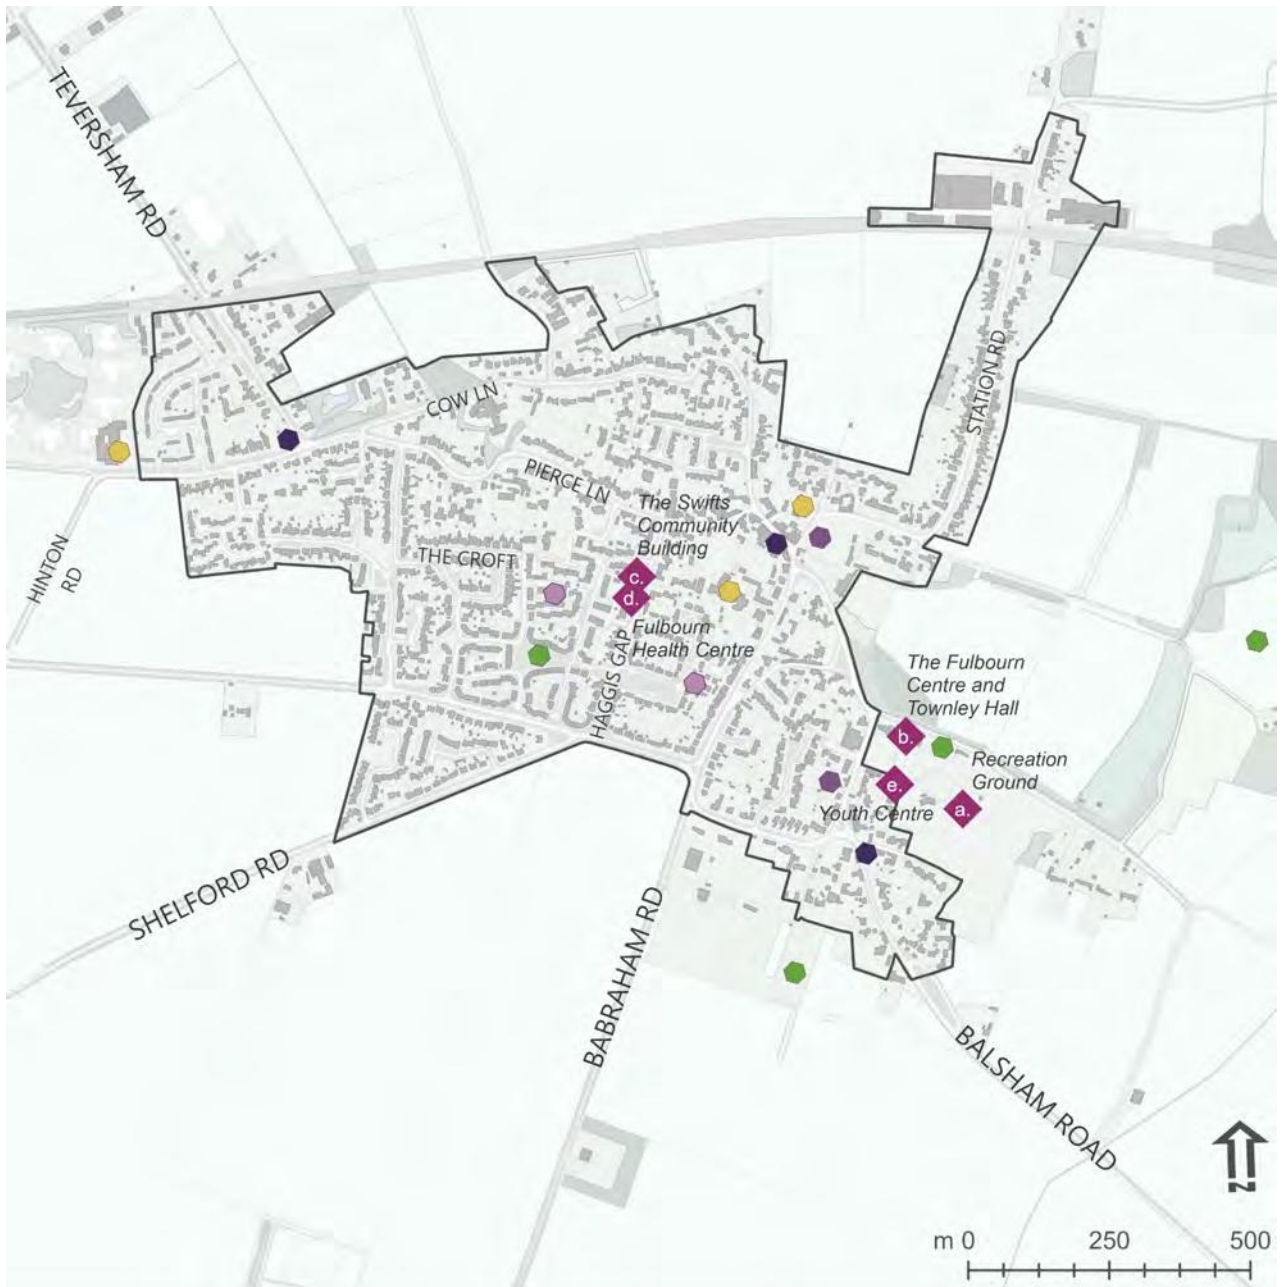 TEVERSHAM RD
STATION RD
COW LN
PIERCE LN
The Swifts
Community
Building
THE CROFT
HINTON
RD
c.
d.
Fulbourn
Health Centre
HAGGIS GAP
The Fulbourn
Centre and
Townley Hall
b.
Recreation
Ground
e.
a.
Youth Centre
SHELFORD RD
BABRAHAM RD
BALSHAM ROAD
N
m 0 250 500